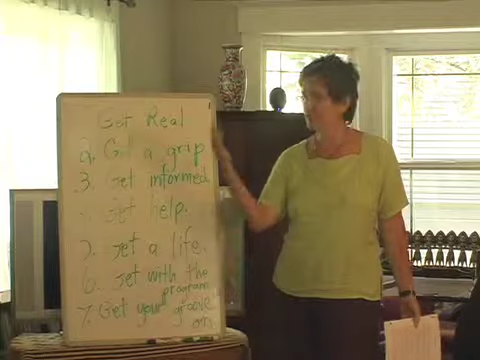 Get Real
2. Get a grip
3. Get informed.
4. Get help.
5. Get a life.
6. Get with the
program
7. Get your groove
on.